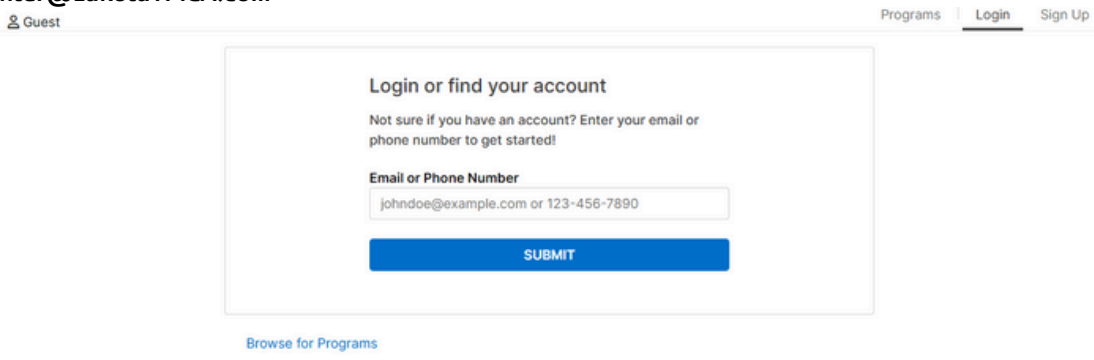 Guest
Programs Login Sign Up
Login or find your account
Not sure if you have an account? Enter your email or
phone number to get started!
Email or Phone Number
johndoe@example.com or 123-456-7890
SUBMIT
Browse for Programs